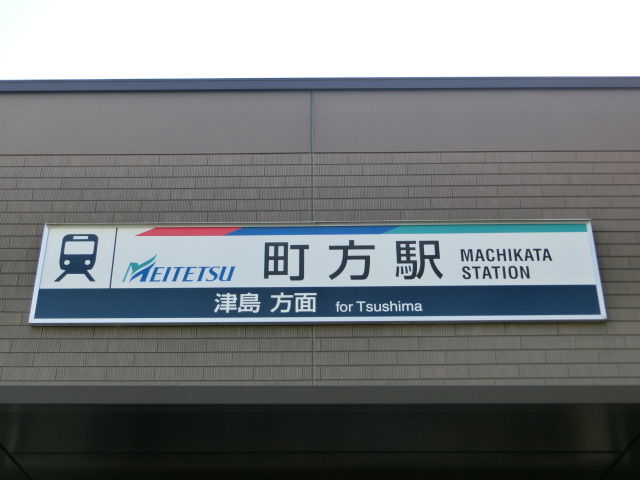 MEITETSU 町方駅 MACHIKATA
STATION
津島 方面 for Tsushima